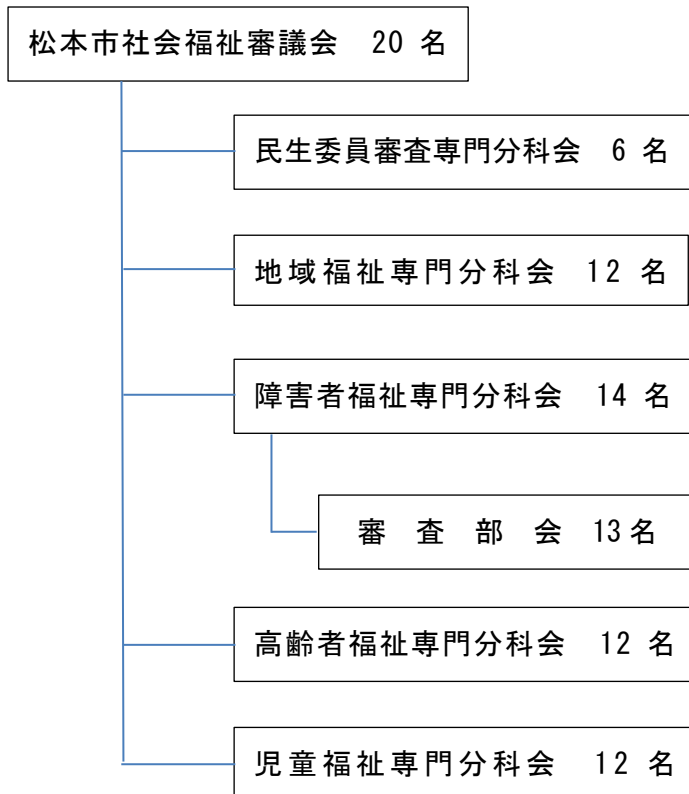 松本市社会福祉審議会　20 名
民生委員審査専門分科会　6 名
地域福祉専門分科会　12 名
障害者福祉専門分科会　14 名
審　査　部　会　13名
高齢者福祉専門分科会　12 名
児童福祉専門分科会　12 名